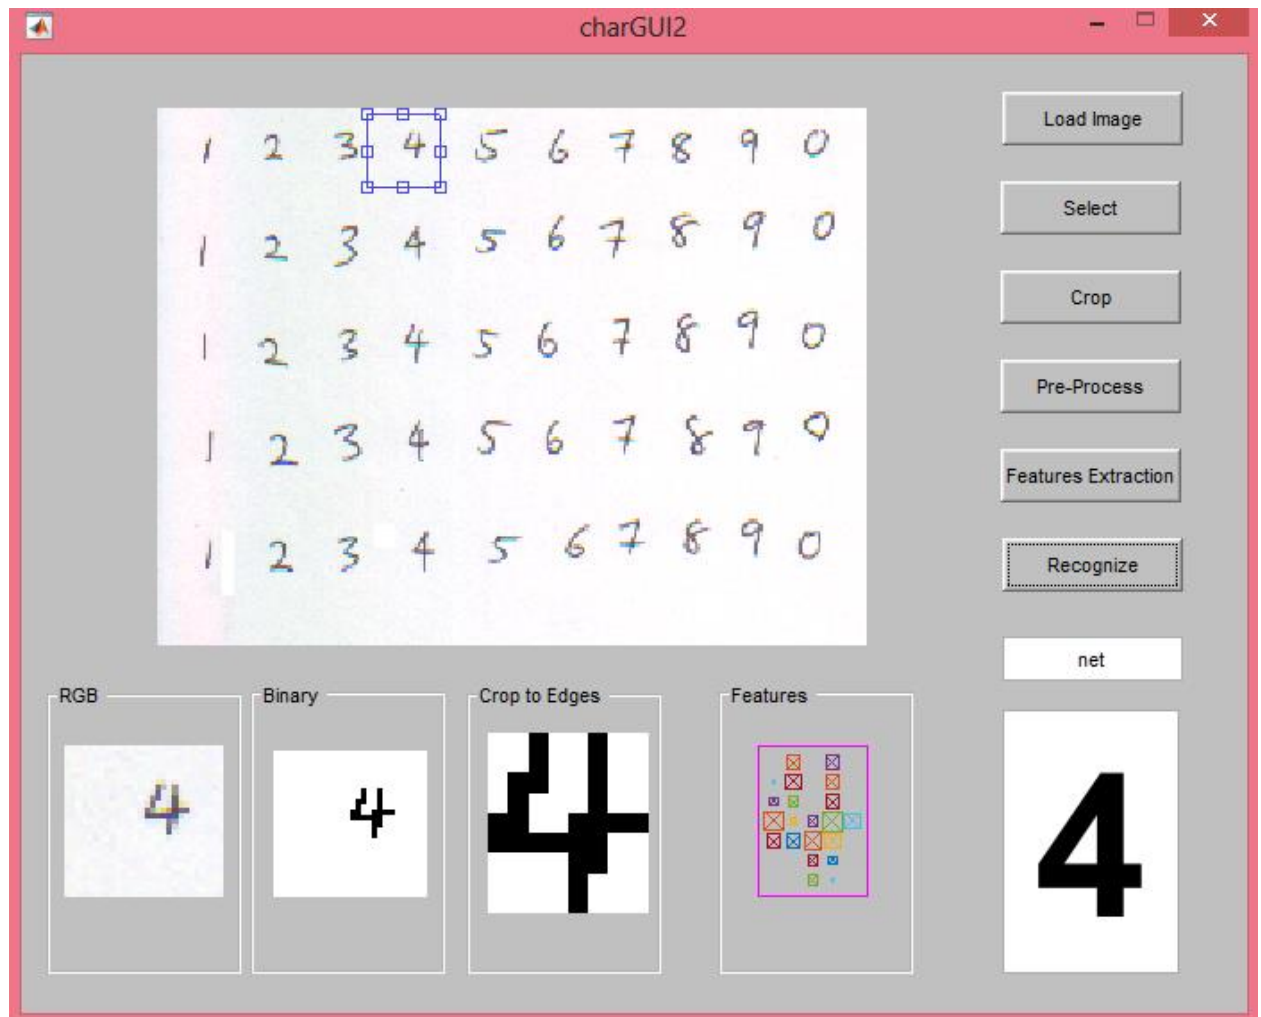 charGUI2
1 2 3 4 5 6 7 8 9 0
1 2 3 4 5 6 7 8 9 0
1 2 3 4 5 6 7 8 9 0
1 2 3 4 5 6 7 8 9 0
1 2 3 4 5 6 7 8 9 0
Load Image
Select
Crop
Pre-Process
Features Extraction
Recognize
net
RGB
4
Binary
4
Crop to Edges
4
Features
4